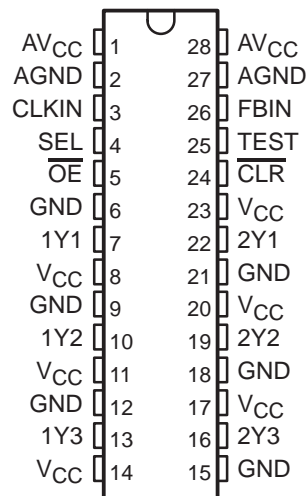 AVCC 1 28 AVCC
AGND 2 27 AGND
CLKIN 3 26 FBIN
SEL 4 25 TEST
O̅E̅ 5 24 C̅L̅R̅
GND 6 23 VCC
1Y1 7 22 2Y1
VCC 8 21 GND
GND 9 20 VCC
1Y2 10 19 2Y2
VCC 11 18 GND
GND 12 17 VCC
1Y3 13 16 2Y3
VCC 14 15 GND